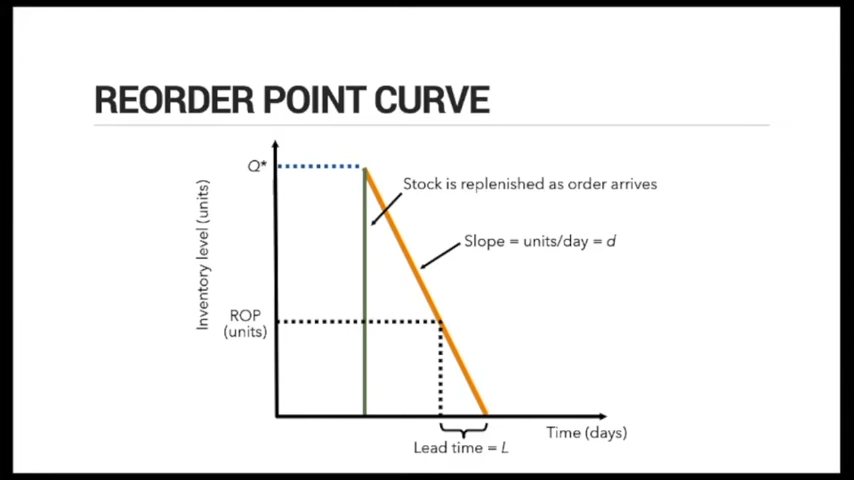 REORDER POINT CURVE
Q*
Stock is replenished as order arrives
Inventory level (units)
Slope = units/day = d
ROP
(units)
Time (days)
Lead time = L